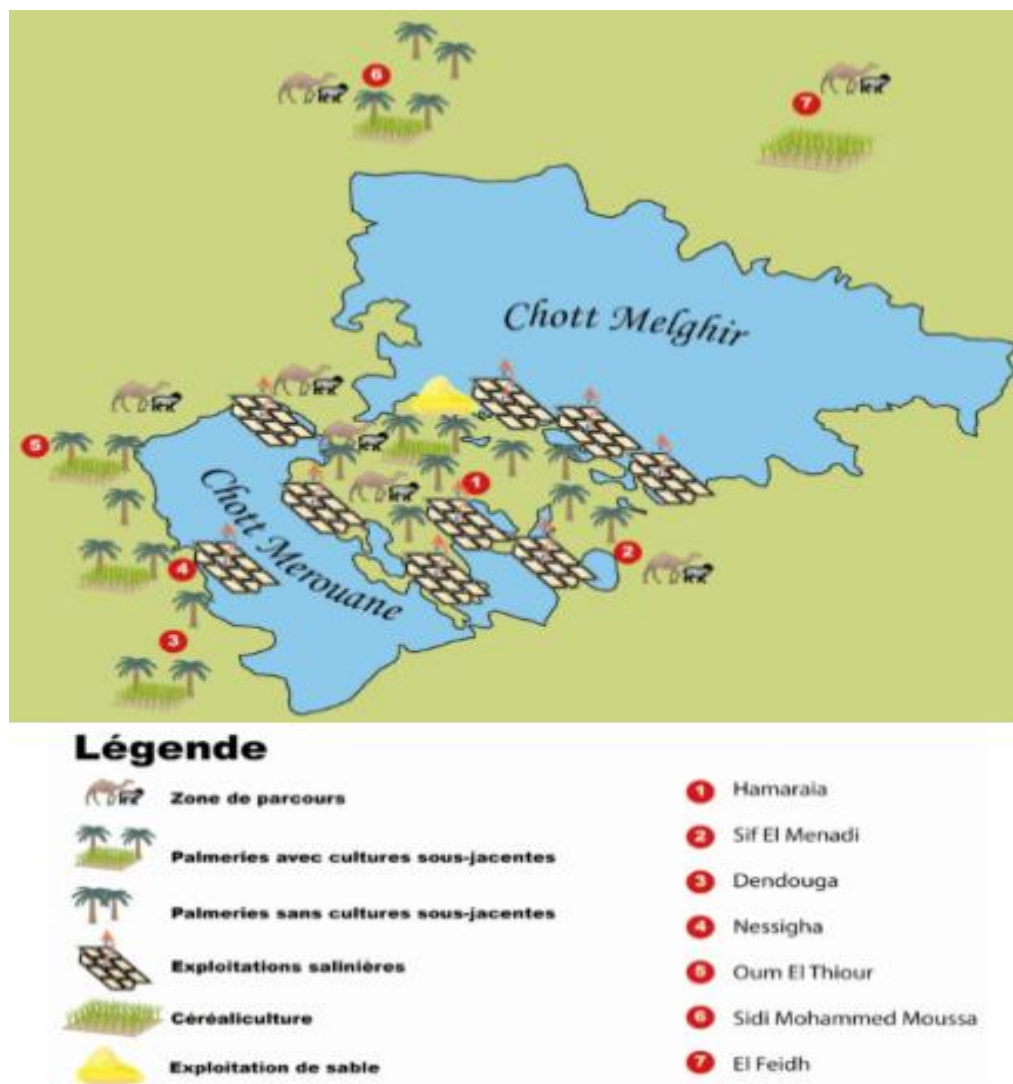 6
7
Chott Melghir
5
1
Chott Merouane
2
4
3
Légende
Zone de parcours
Palmeries avec cultures sous-jacentes
Palmeries sans cultures sous-jacentes
Exploitations salinières
Céréaliculture
Exploitation de sable
1 Hamaraia
2 Sif El Menadi
3 Dendouga
4 Nessigha
5 Oum El Thiour
6 Sidi Mohammed Moussa
7 El Feidh